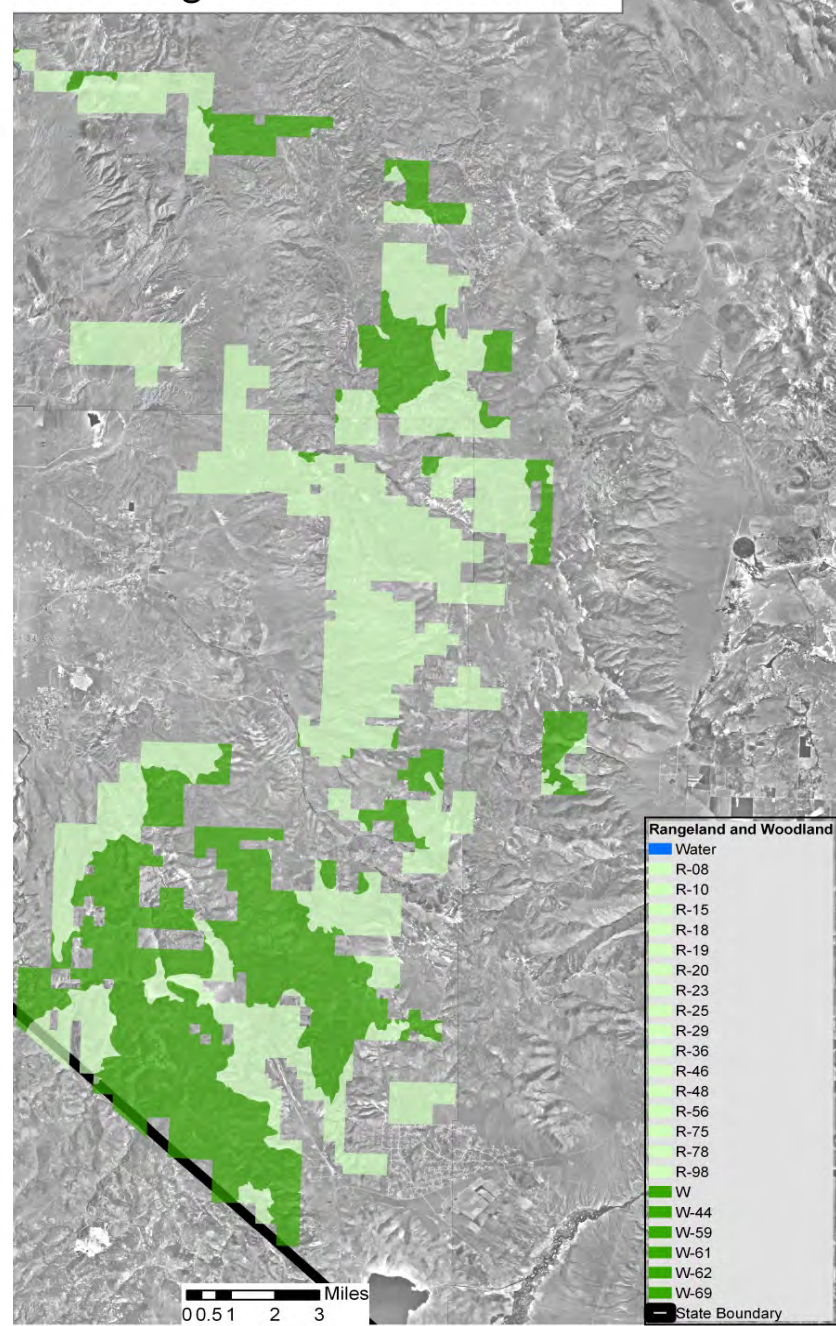 Rangeland and Woodland
Water
R-08
R-10
R-15
R-18
R-19
R-20
R-23
R-25
R-29
R-36
R-46
R-48
R-56
R-75
R-78
R-98
W
W-44
W-59
W-61
W-62
W-69
State Boundary
Miles
0 0.5 1 2 3